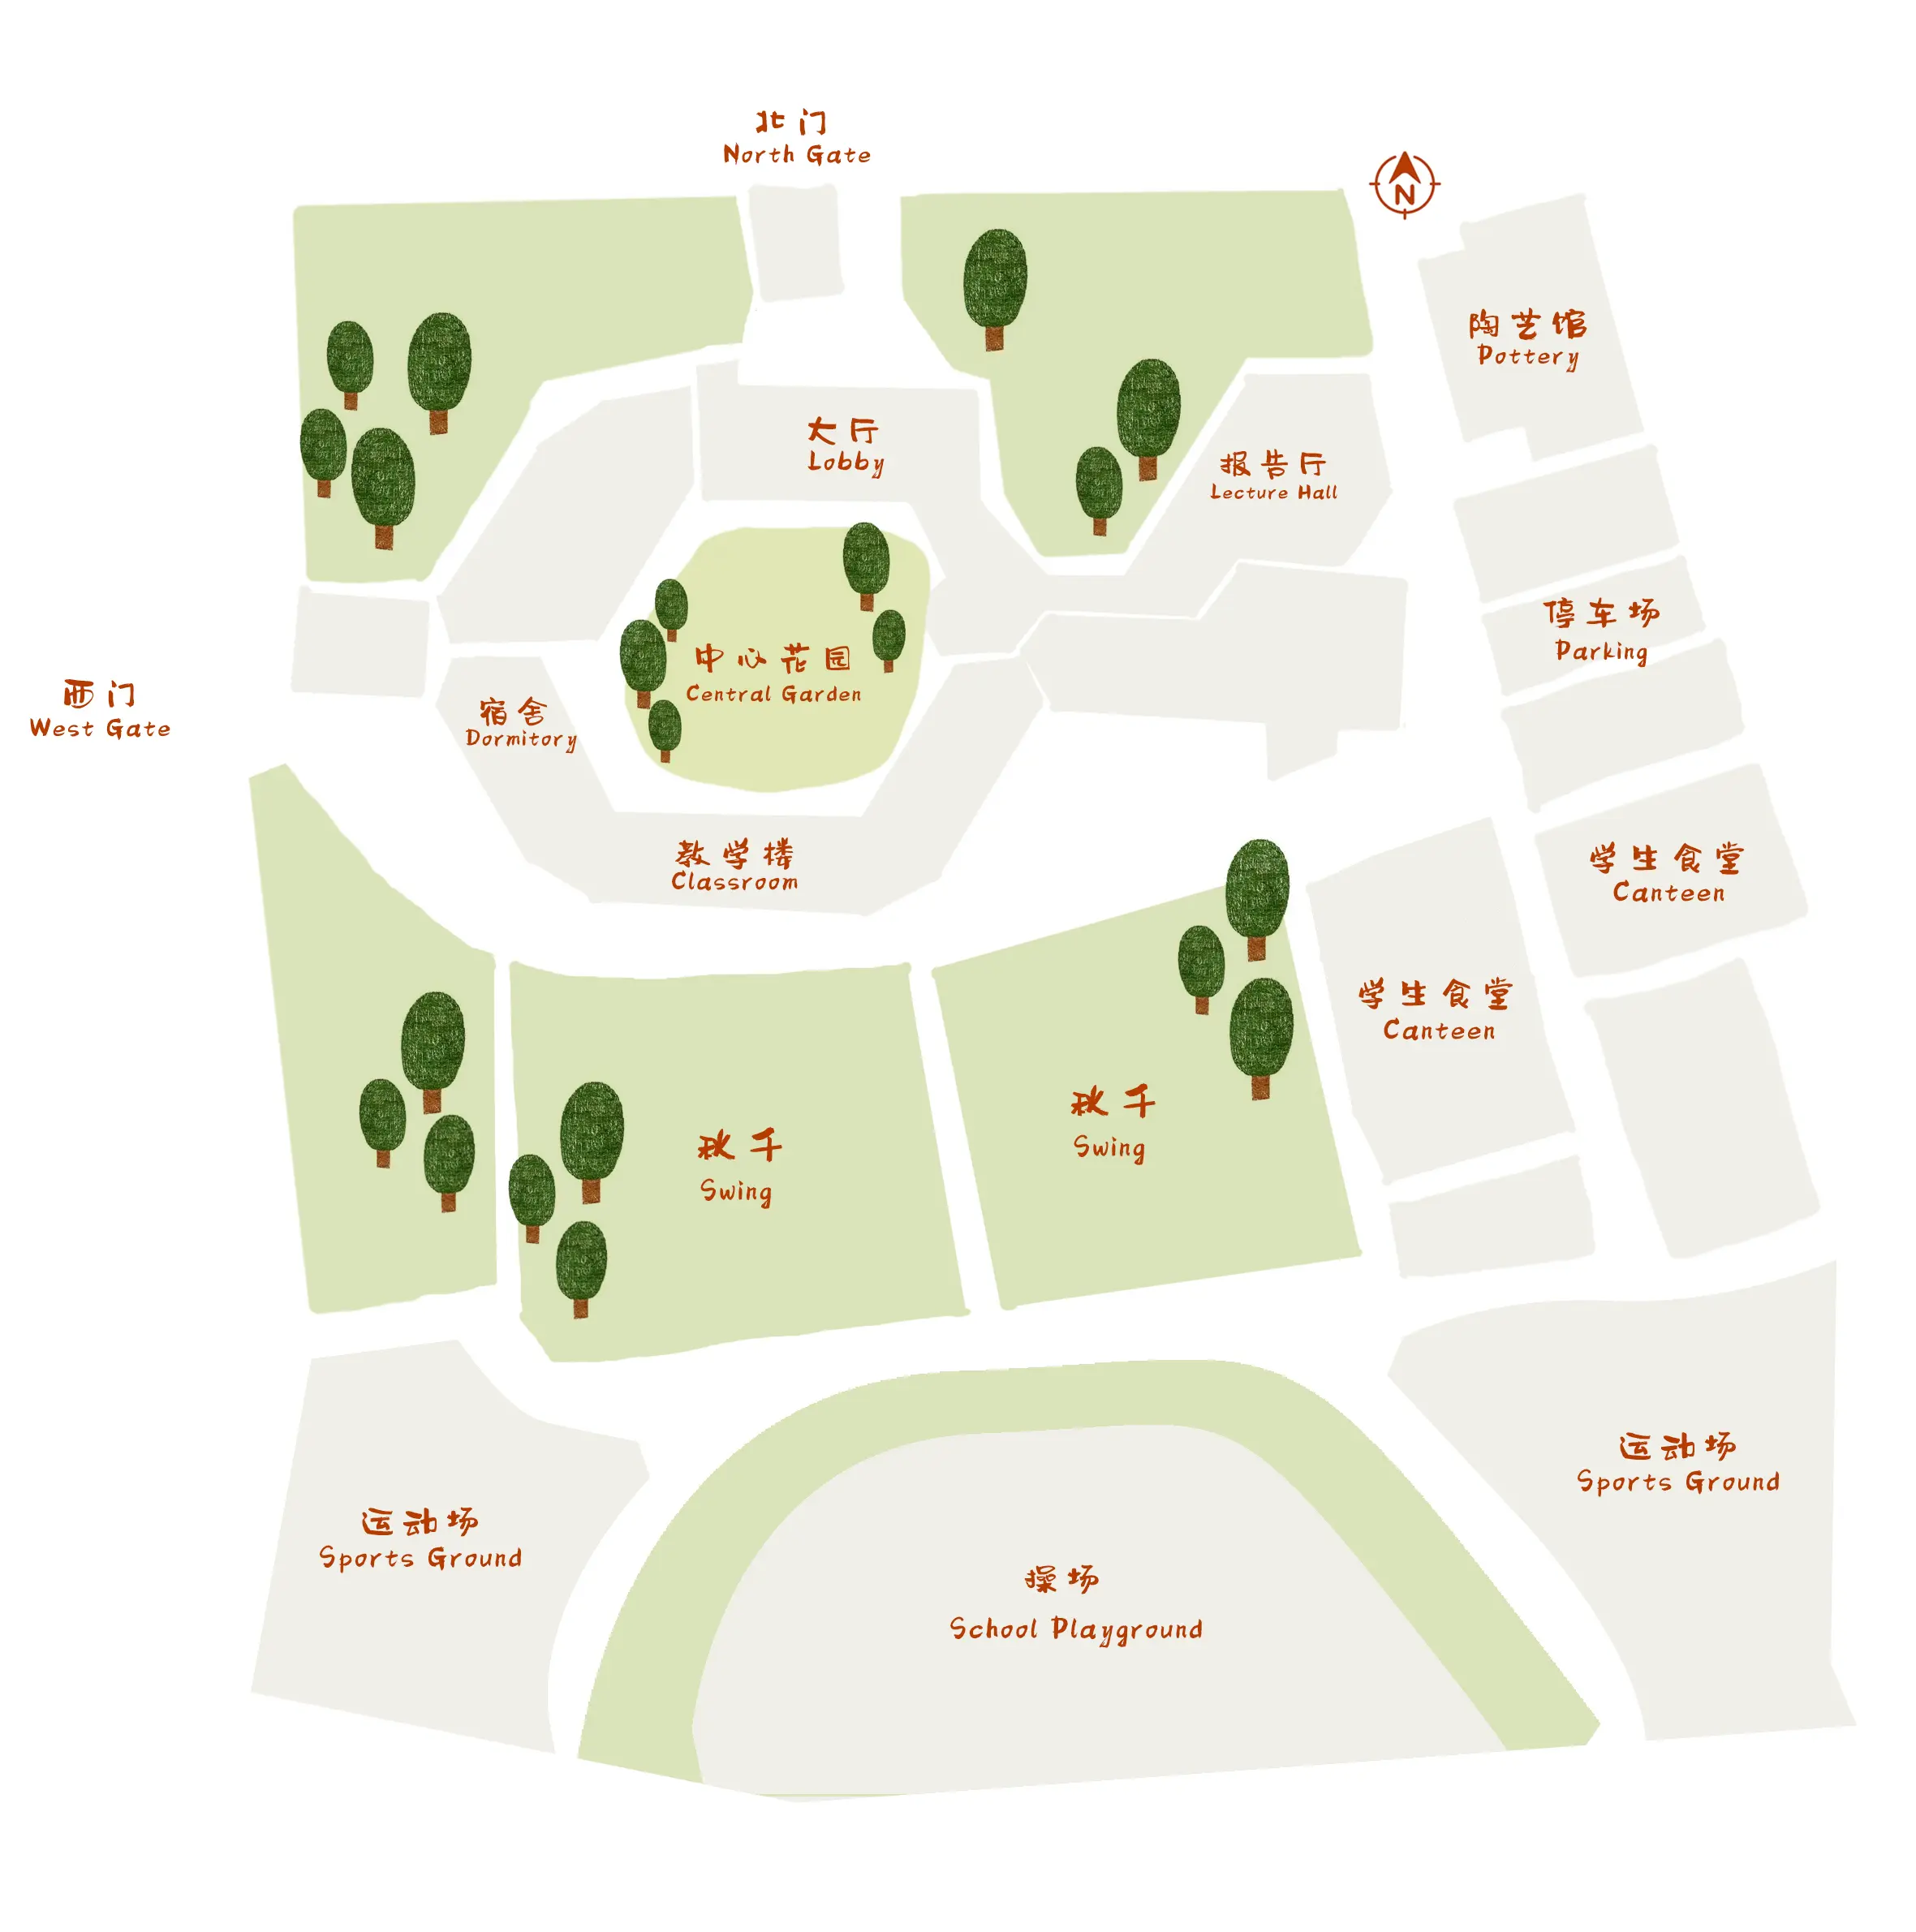 北门
North Gate
N
陶艺馆
Pottery
大厅
Lobby
报告厅
Lecture Hall
停车场
Parking
中心花园
Central Garden
西门
West Gate
宿舍
Dormitory
教学楼
Classroom
学生食堂
Canteen
学生食堂
Canteen
秋千
Swing
秋千
Swing
运动场
Sports Ground
运动场
Sports Ground
操场
School Playground